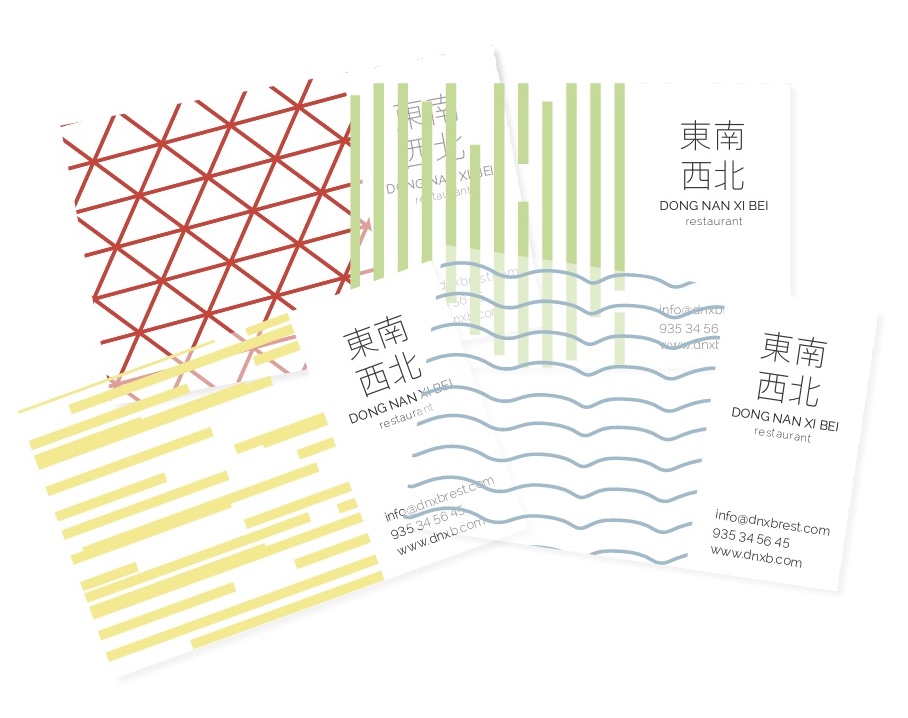 東南
西北
DONG NAN XI BEI
restaurant
東南
西北
DONG NAN XI BEI
restaurant
info@dnxb
935 34 56
www.dnxb
東南
西北
DONG NAN XI BEI
restaurant
info@dnxbrest.com
935 34 56 45
www.dnxb.com
東南
西北
DONG NAN XI BEI
restaurant
info@dnxbrest.com
935 34 56 45
www.dnxb.com